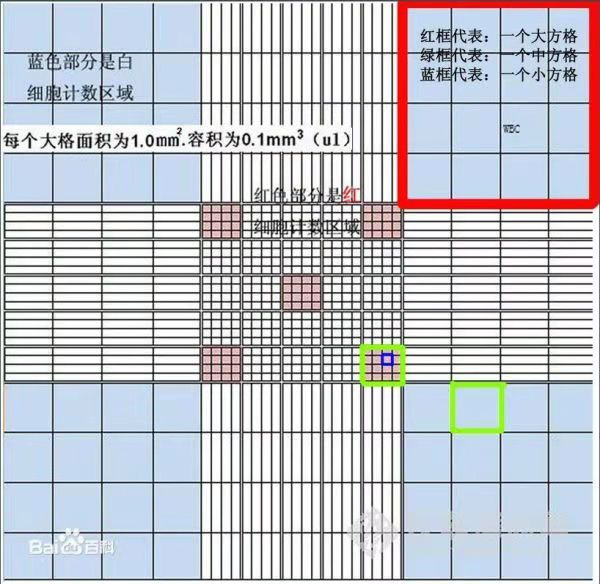 红框代表：一个大方格
绿框代表：一个中方格
蓝框代表：一个小方格
蓝色部分是白
细胞计数区域
WBC
每个大格面积为1.0mm².容积为0.1mm³（ul）
红色部分是红
细胞计数区域
Bai百科